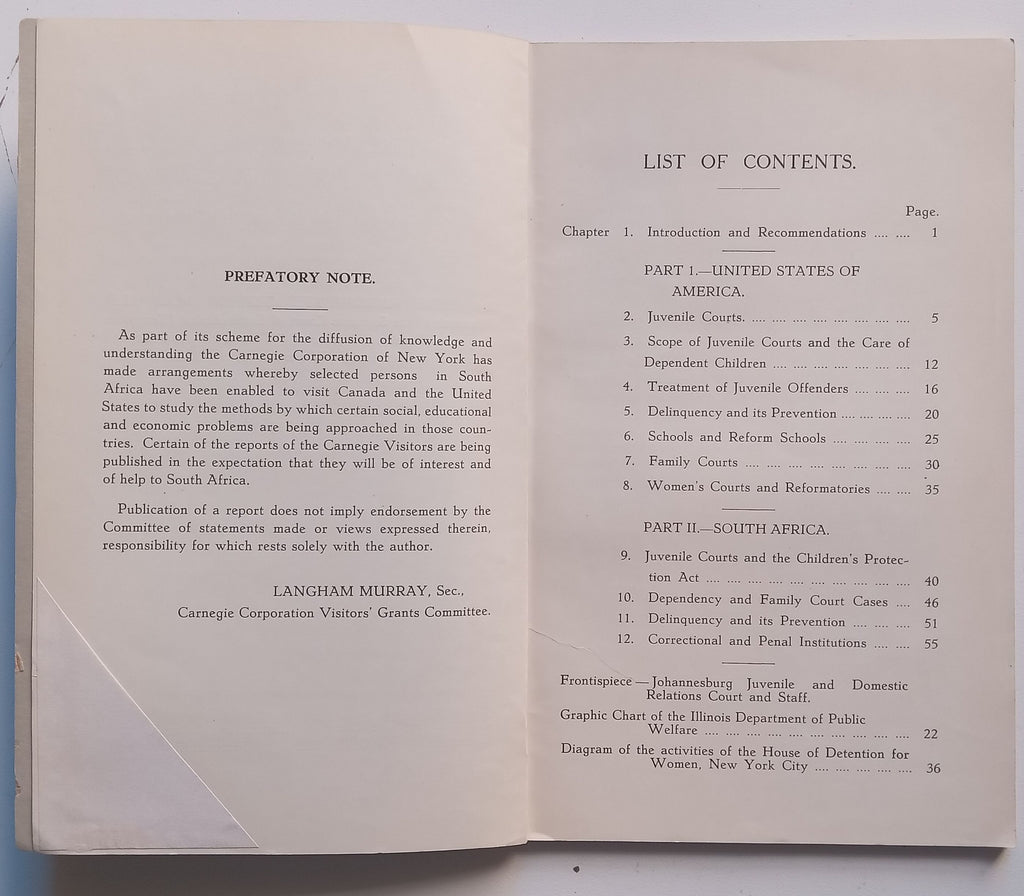 PREFATORY NOTE.
As part of its scheme for the diffusion of knowledge and
understanding the Carnegie Corporation of New York has
made arrangements whereby selected persons in South
Africa have been enabled to visit Canada and the United
States to study the methods by which certain social, educational
and economic problems are being approached in those coun-
tries. Certain of the reports of the Carnegie Visitors are being
published in the expectation that they will be of interest and
of help to South Africa.
Publication of a report does not imply endorsement by the
Committee of statements made or views expressed therein,
responsibility for which rests solely with the author.
LANGHAM MURRAY, Sec.,
Carnegie Corporation Visitors' Grants Committee.
LIST OF CONTENTS.
Page.
Chapter 1. Introduction and Recommendations .... .... 1
PART 1.—UNITED STATES OF
AMERICA.
2. Juvenile Courts. .... .... .... .... .... .... .... .... 5
3. Scope of Juvenile Courts and the Care of
Dependent Children .... .... .... .... .... .... .... 12
4. Treatment of Juvenile Offenders .... .... .... 16
5. Delinquency and its Prevention .... .... .... .... 20
6. Schools and Reform Schools .... .... .... .... 25
7. Family Courts .... .... .... .... .... .... .... .... 30
8. Women's Courts and Reformatories .... .... 35
PART II.—SOUTH AFRICA.
9. Juvenile Courts and the Children's Protec-
tion Act .... .... .... .... .... .... .... .... .... .... 40
10. Dependency and Family Court Cases .... 46
11. Delinquency and its Prevention .... .... .... 51
12. Correctional and Penal Institutions .... .... 55
Frontispiece — Johannesburg Juvenile and Domestic
Relations Court and Staff.
Graphic Chart of the Illinois Department of Public
Welfare .... .... .... .... .... .... .... .... .... .... 22
Diagram of the activities of the House of Detention for
Women, New York City .... .... .... .... .... 36